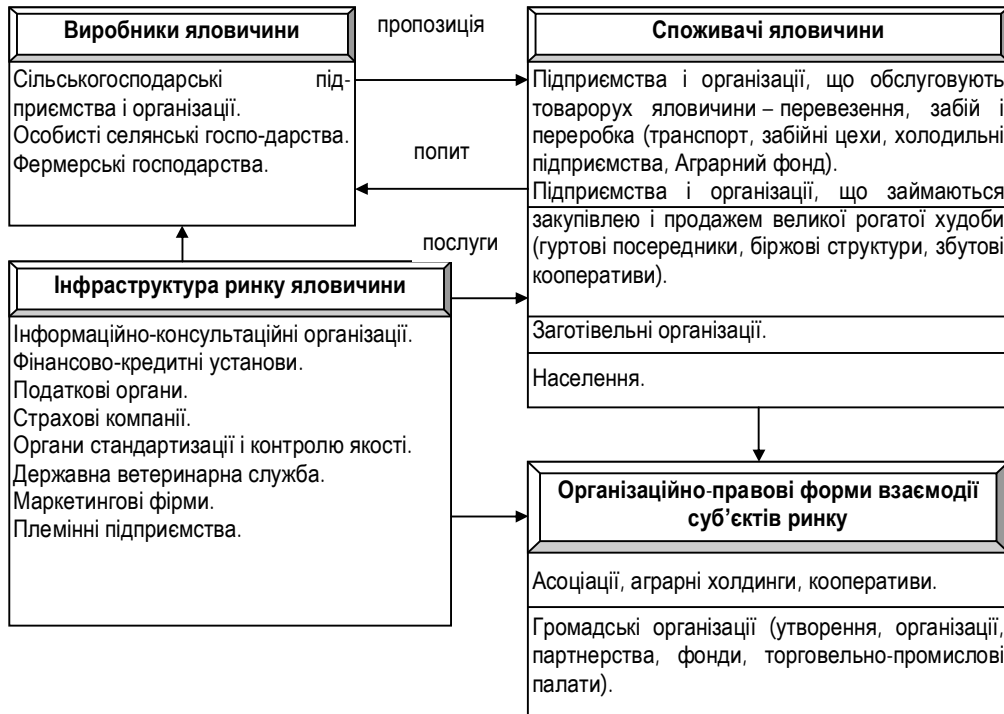 Виробники яловичини
Сільськогосподарські під-
приємства і організації.
Особисті селянські госпо-дарства.
Фермерські господарства.
пропозиція
попит
послуги
Споживачі яловичини
Підприємства і організації, що обслуговують
товарорух яловичини – перевезення, забій і
переробка (транспорт, забійні цехи, холодильні
підприємства, Аграрний фонд).
Підприємства і організації, що займаються
закупівлею і продажем великої рогатої худоби
(гуртові посередники, біржові структури, збутові
кооперативи).
Заготівельні організації.
Населення.
Інфраструктура ринку яловичини
Інформаційно-консультаційні організації.
Фінансово-кредитні установи.
Податкові органи.
Страхові компанії.
Органи стандартизації і контролю якості.
Державна ветеринарна служба.
Маркетингові фірми.
Племінні підприємства.
Організаційно-правові форми взаємодії
суб’єктів ринку
Асоціації, аграрні холдинги, кооперативи.
Громадські організації (утворення, організації,
партнерства, фонди, торговельно-промислові
палати).